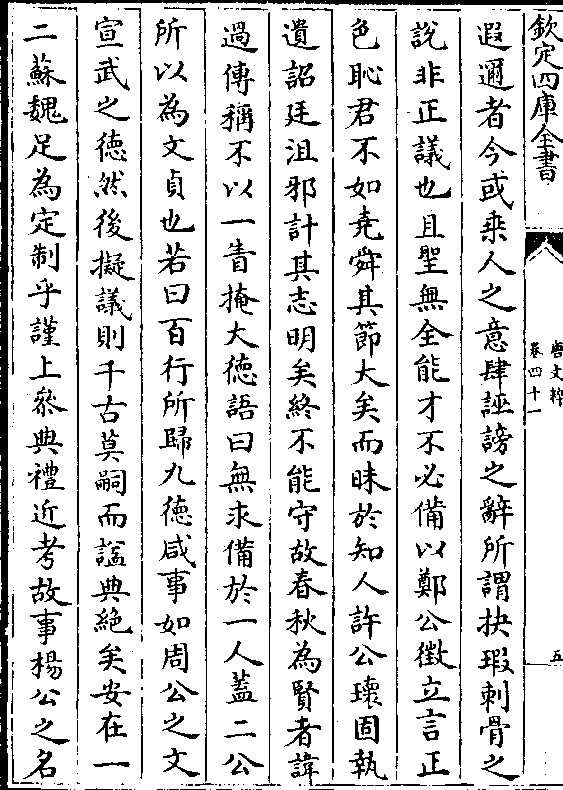 欽定四庫全書
唐文粹
卷四十一
五
遐邇者今或乗人之意肆誣謗之辭所謂抉瑕刺骨之
說非正議也且聖無全能才不必備以鄭公徵立言正
色恥君不如堯舜其節大矣而昧於知人許公瓌固執
遺詔廷沮邪計其志明矣終不能守故春秋為賢者諱
過傳稱不以一眚掩大德語曰無求備於一人葢二公
所以為文貞也若曰百行所歸九德咸事如周公之文
宣武之德然後擬議則千古莫嗣而諡典絶矣安在一
二蘇魏足為定制乎謹上叅典禮近考故事楊公之名